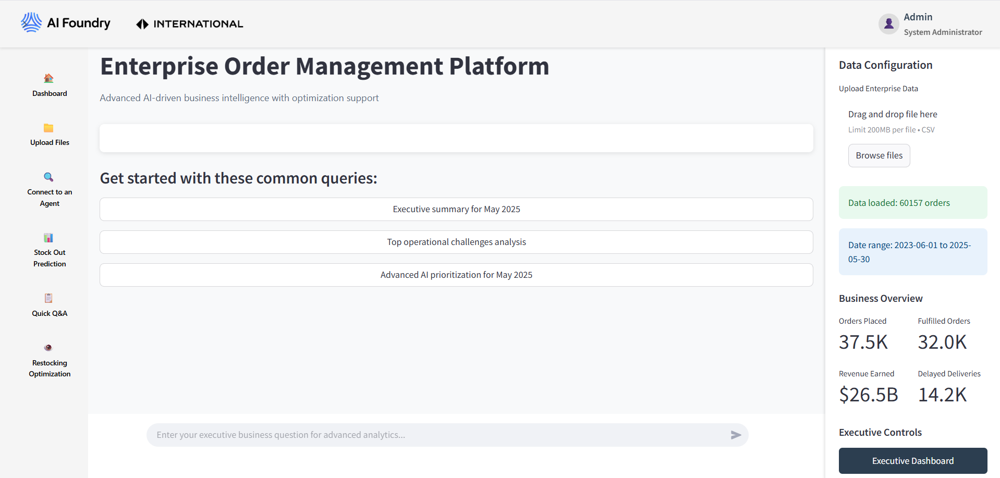 AI Foundry
INTERNATIONAL
Admin
System Administrator
Dashboard
Upload Files
Connect to an
Agent
Stock Out
Prediction
Quick Q&A
Restocking
Optimization
Enterprise Order Management Platform
Advanced AI-driven business intelligence with optimization support
Get started with these common queries:
Executive summary for May 2025
Top operational challenges analysis
Advanced AI prioritization for May 2025
Enter your executive business question for advanced analytics...
Data Configuration
Upload Enterprise Data
Drag and drop file here
Limit 200MB per file • CSV
Browse files
Data loaded: 60157 orders
Date range: 2023-06-01 to 2025-
05-30
Business Overview
Orders Placed
37.5K
Fulfilled Orders
32.0K
Revenue Earned
$26.5B
Delayed Deliveries
14.2K
Executive Controls
Executive Dashboard